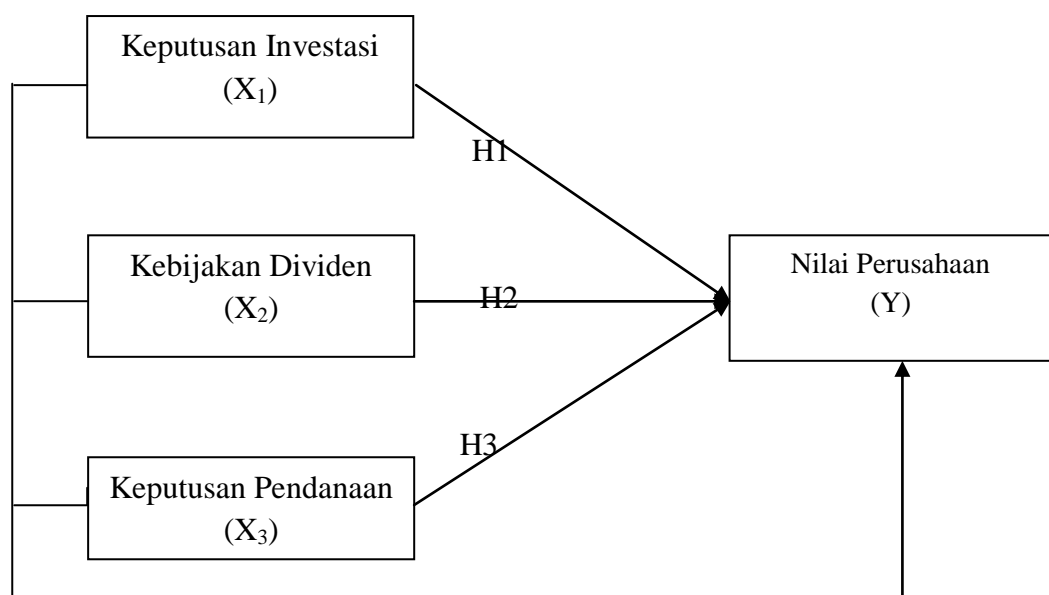 Keputusan Investasi
(X₁)
H1
Kebijakan Dividen
(X₂)
H2
Nilai Perusahaan
(Y)
H3
Keputusan Pendanaan
(X₃)